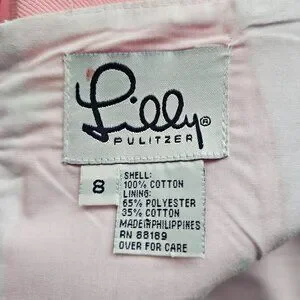 Lilly®
PULITZER
8
SHELL:
100% COTTON
LINING:
65% POLYESTER
35% COTTON
MADE IN PHILIPPINES
RN 88189
OVER FOR CARE